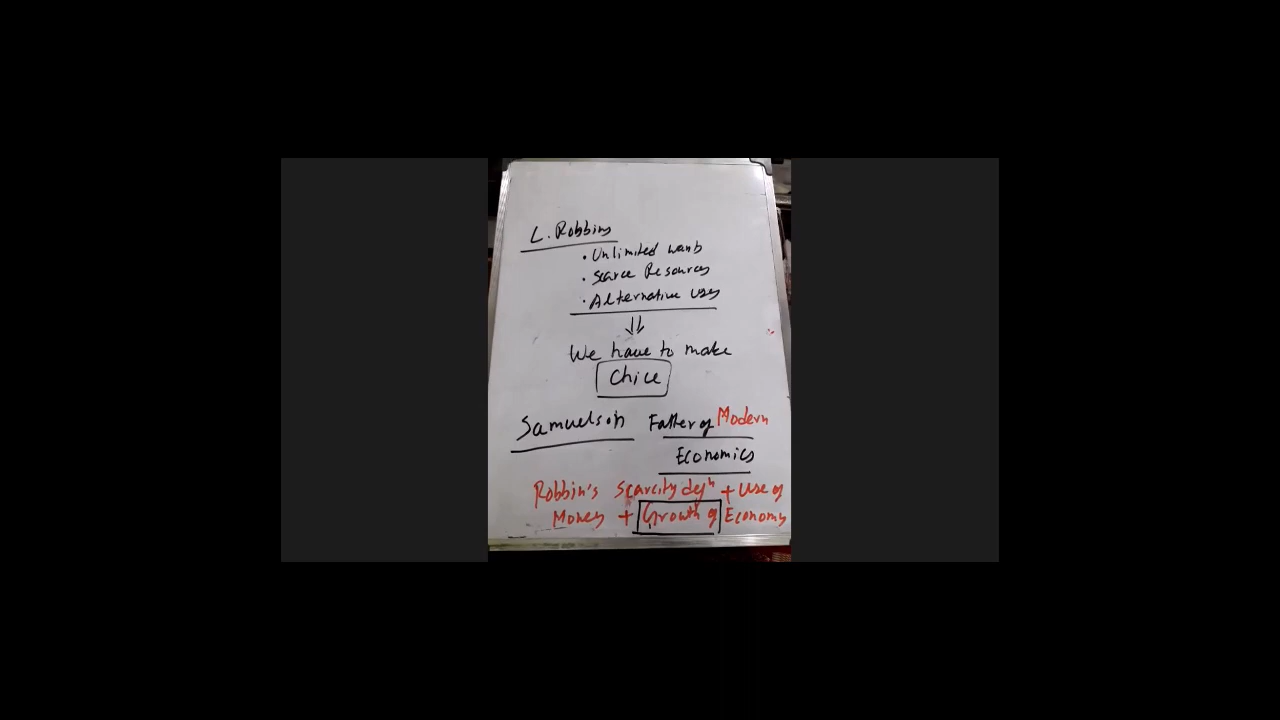 L. Robbins
• Unlimited wants
• Scarce Resources
• Alternative uses
⇓
We have to make
Chice
Samuelson Father of Modern
Economics
Robbin's Scarcity defⁿ + Use of
Money + Growth of Economy